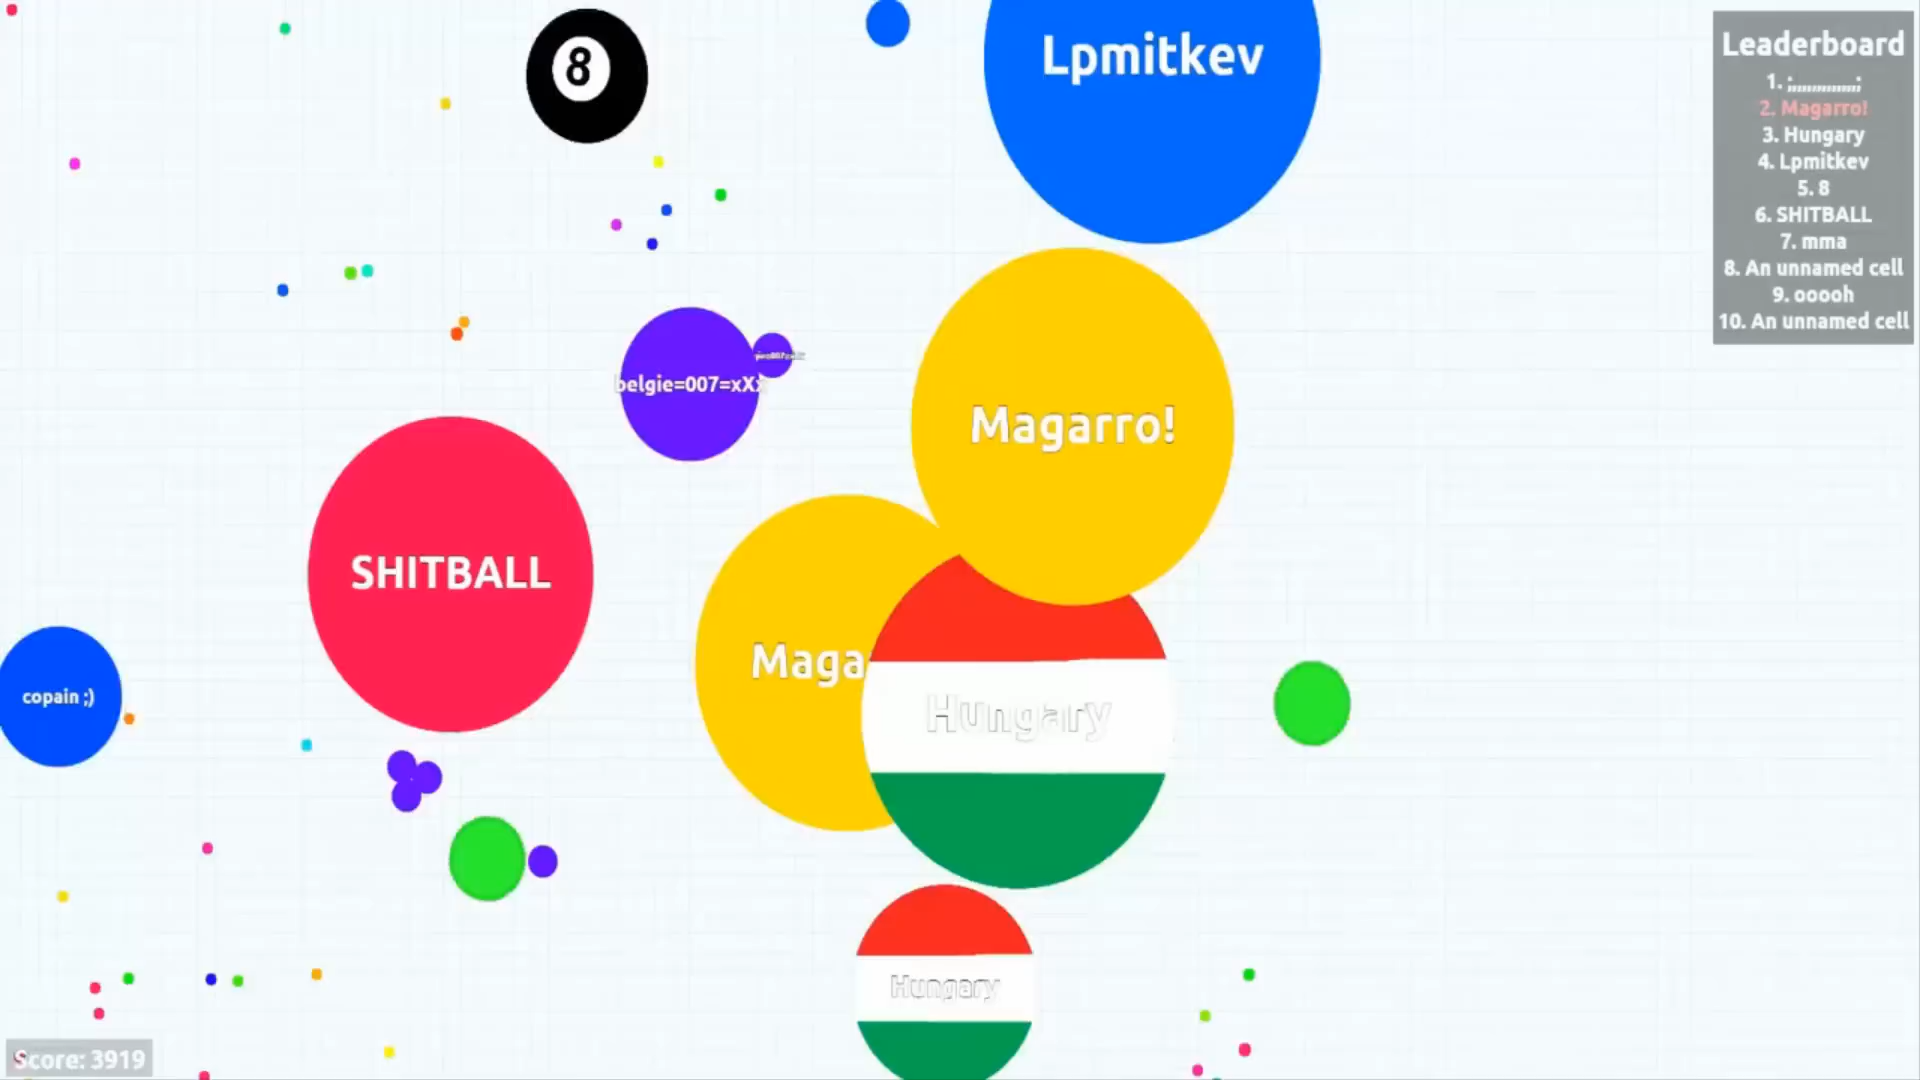 8
Lpmitkev
Leaderboard
1. ;,,,,,,,,,,,,,,;
2. Magarro!
3. Hungary
4. Lpmitkev
5. 8
6. SHITBALL
7. mma
8. An unnamed cell
9. ooooh
10. An unnamed cell
belgie=007=xXx
Magarro!
SHITBALL
Maga
Hungary
copain ;)
Hungary
Score: 3919